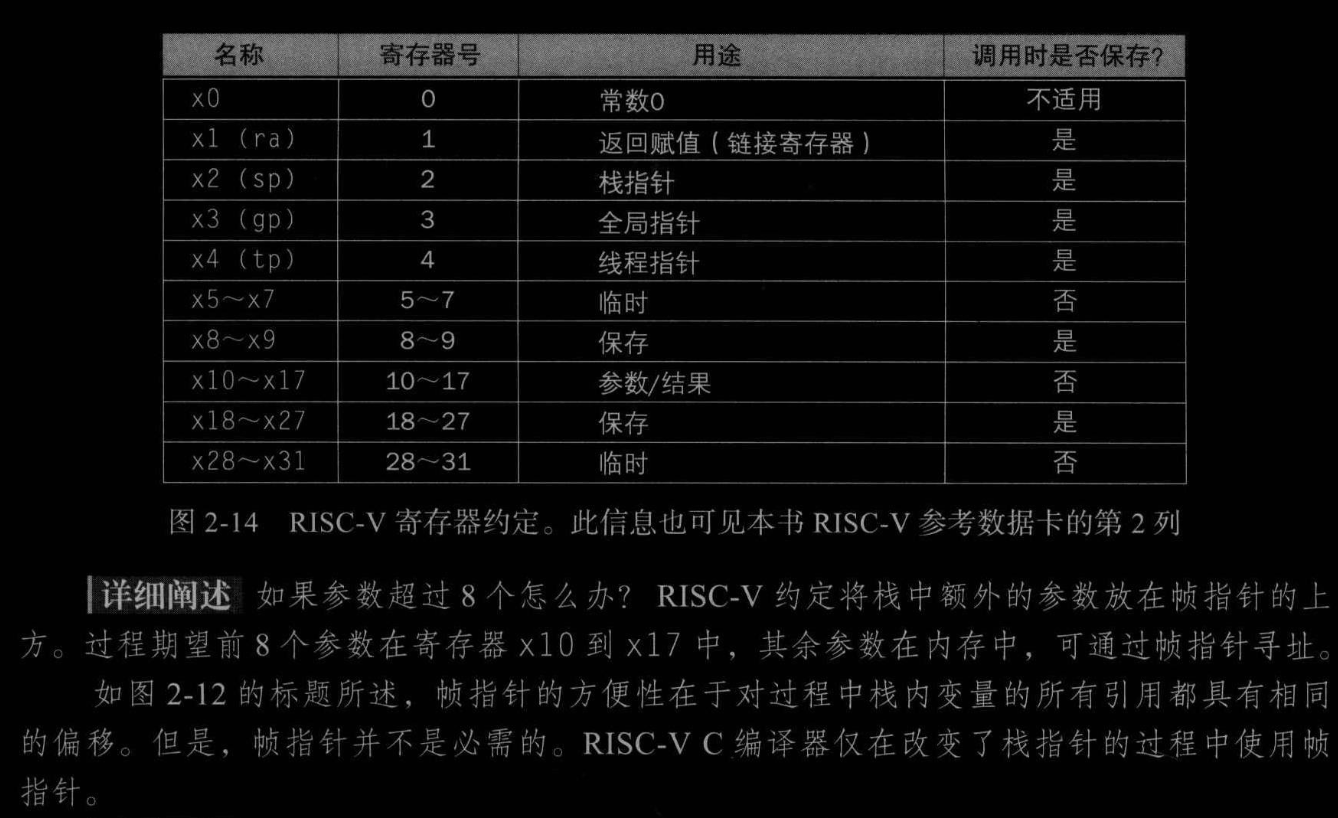 名称 寄存器号 用途 调用时是否保存?
x0 0 常数0 不适用
x1 (ra) 1 返回赋值（链接寄存器） 是
x2 (sp) 2 栈指针 是
x3 (gp) 3 全局指针 是
x4 (tp) 4 线程指针 是
x5~x7 5~7 临时 否
x8~x9 8~9 保存 是
x10~x17 10~17 参数/结果 否
x18~x27 18~27 保存 是
x28~x31 28~31 临时 否
图 2-14 RISC-V 寄存器约定。此信息也可见本书 RISC-V 参考数据卡的第 2 列
详细阐述 如果参数超过 8 个怎么办? RISC-V 约定将栈中额外的参数放在帧指针的上
方。过程期望前 8 个参数在寄存器 x10 到 x17 中，其余参数在内存中，可通过帧指针寻址。
如图 2-12 的标题所述，帧指针的方便性在于对过程中栈内变量的所有引用都具有相同
的偏移。但是，帧指针并不是必需的。RISC-V C 编译器仅在改变了栈指针的过程中使用帧
指针。